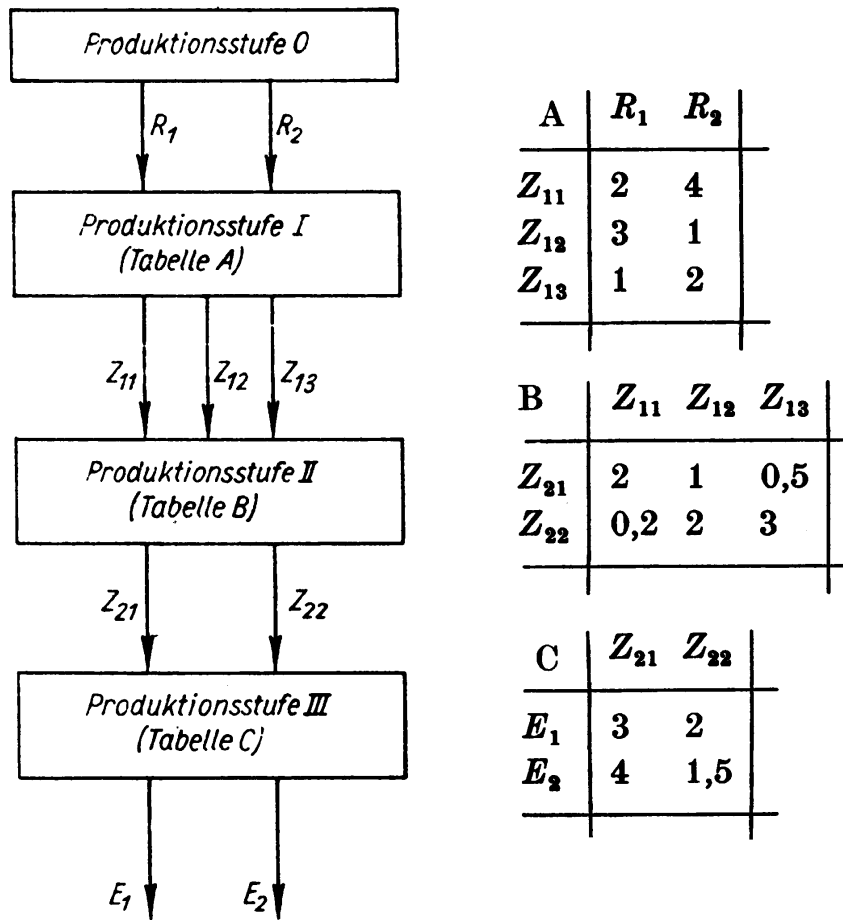 Produktionsstufe 0
R₁ R₂
Produktionsstufe I
(Tabelle A)
Z₁₁ Z₁₂ Z₁₃
Produktionsstufe II
(Tabelle B)
Z₂₁ Z₂₂
Produktionsstufe III
(Tabelle C)
E₁ E₂
A R₁ R₂
Z₁₁ 2 4
Z₁₂ 3 1
Z₁₃ 1 2
B Z₁₁ Z₁₂ Z₁₃
Z₂₁ 2 1 0,5
Z₂₂ 0,2 2 3
C Z₂₁ Z₂₂
E₁ 3 2
E₂ 4 1,5